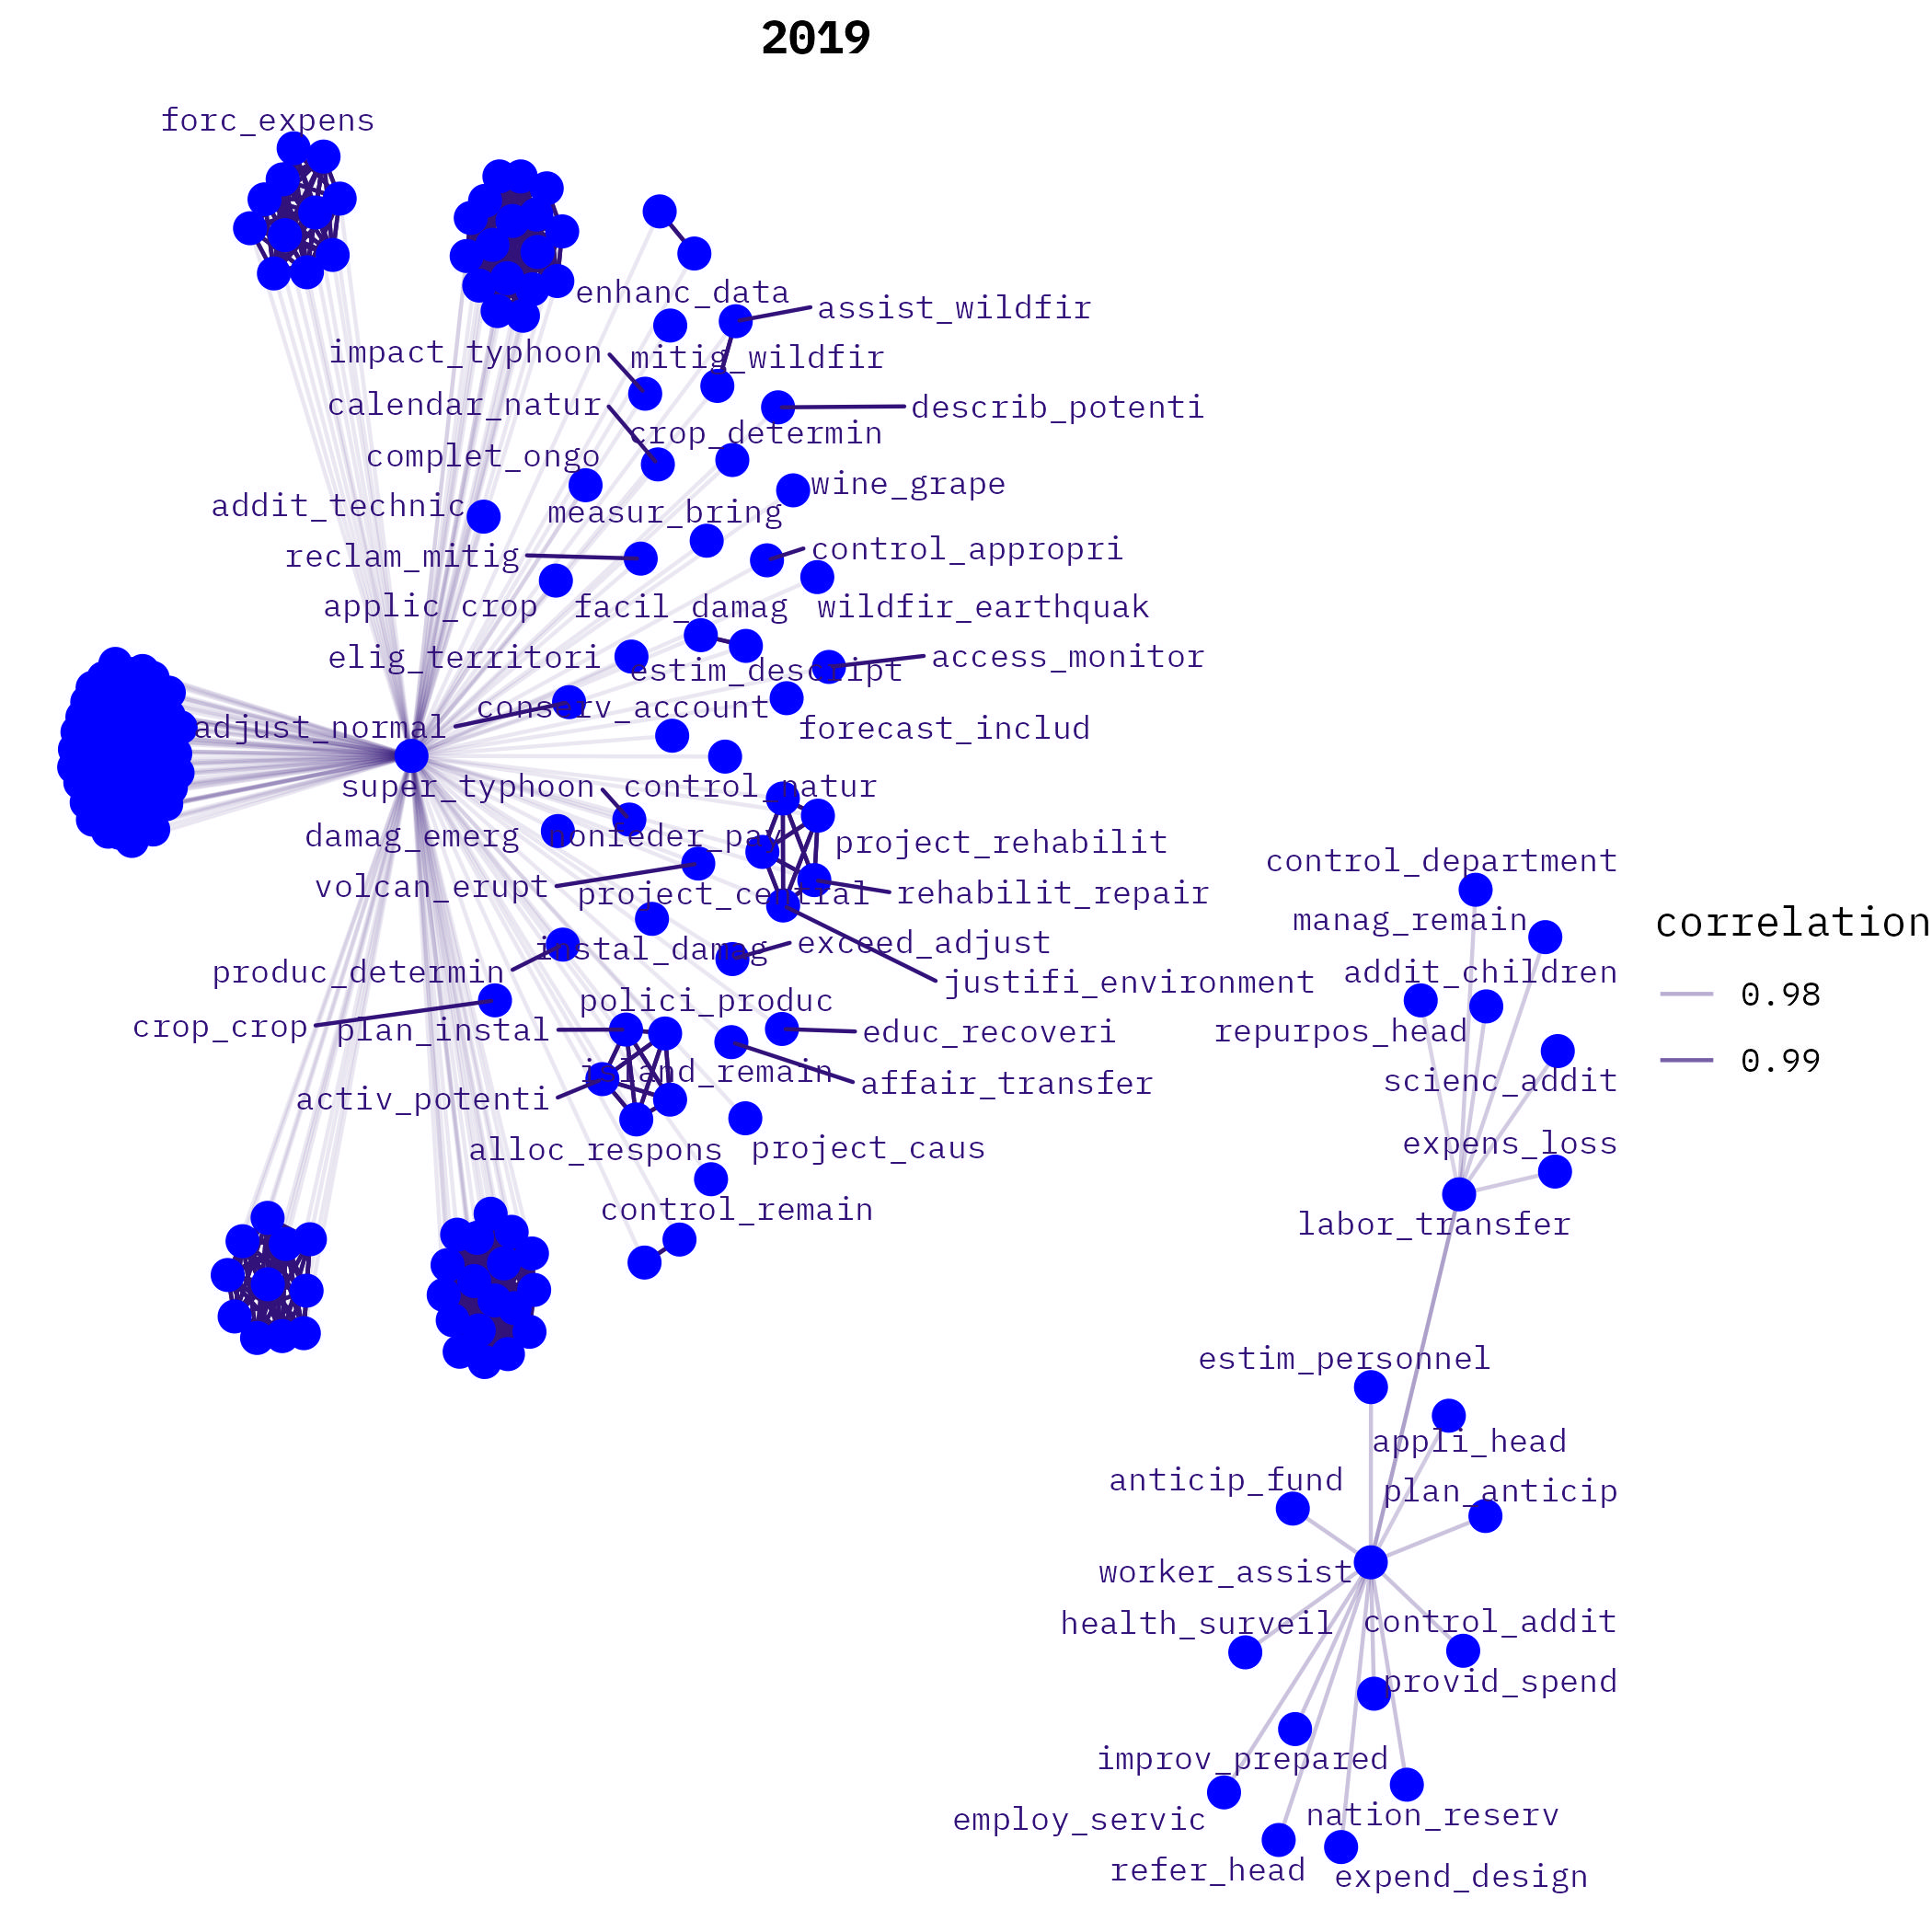 2019
forc_expens
enhanc_data
assist_wildfir
impact_typhoon
mitig_wildfir
calendar_natur
describ_potenti
crop_determin
complet_ongo
wine_grape
addit_technic
measur_bring
reclam_mitig
control_appropri
applic_crop
facil_damag
wildfir_earthquak
elig_territori
estim_descript
access_monitor
adjust_normal
conserv_account
forecast_includ
super_typhoon
control_natur
damag_emerg
nonfeder_pay
project_rehabilit
control_department
volcan_erupt
project_central
rehabilit_repair
manag_remain
correlation
instal_damag
exceed_adjust
produc_determin
justifi_environment
addit_children
0.98
crop_crop
plan_instal
polici_produc
educ_recoveri
repurpos_head
0.99
activ_potenti
island_remain
affair_transfer
scienc_addit
alloc_respons
project_caus
expens_loss
control_remain
labor_transfer
estim_personnel
appli_head
anticip_fund
plan_anticip
worker_assist
health_surveil
control_addit
provid_spend
improv_prepared
employ_servic
nation_reserv
refer_head
expend_design